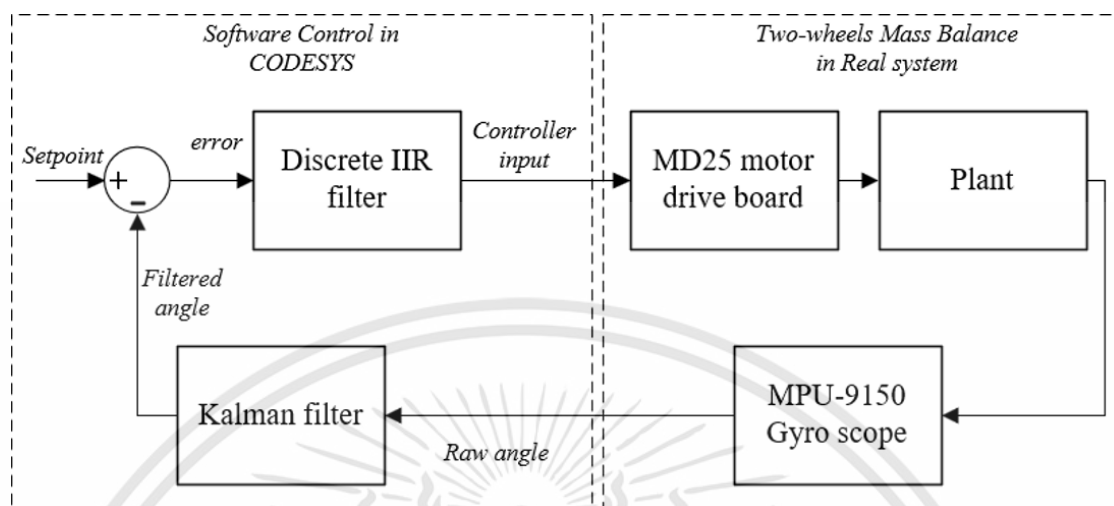 Software Control in
CODESYS
Two-wheels Mass Balance
in Real system
Setpoint
+
-
error
Discrete IIR
filter
Controller
input
MD25 motor
drive board
Plant
Filtered
angle
Kalman filter
Raw angle
MPU-9150
Gyro scope